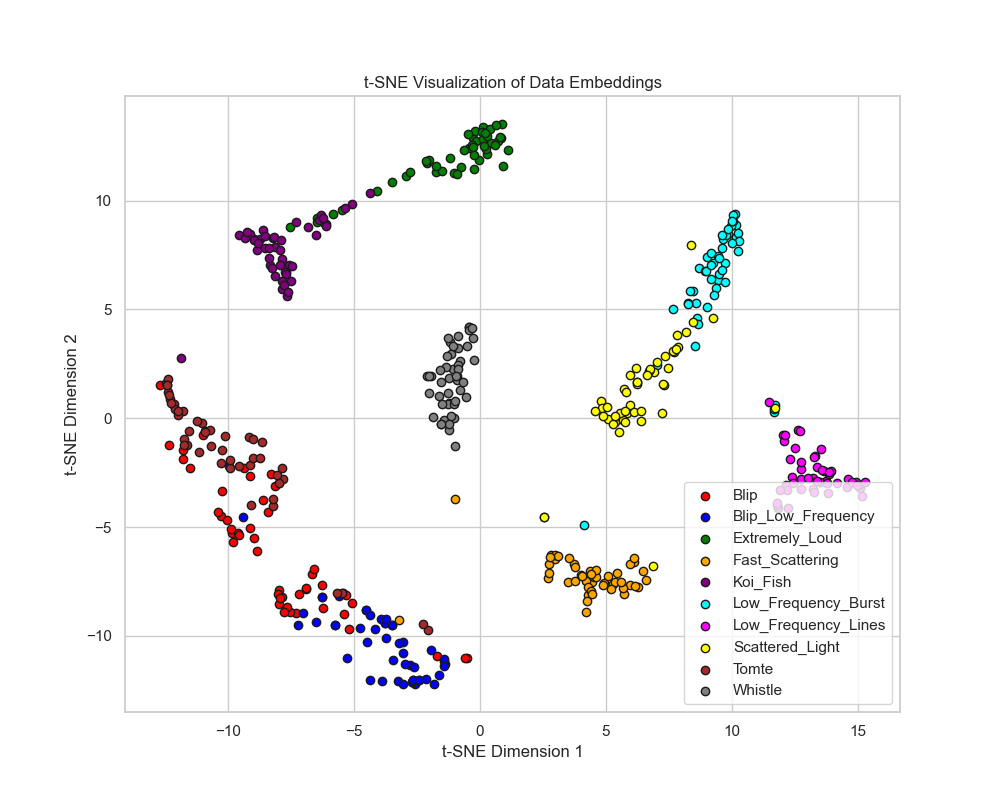 t-SNE Visualization of Data Embeddings
t-SNE Dimension 2
10
5
0
−5
−10
Blip
Blip_Low_Frequency
Extremely_Loud
Fast_Scattering
Koi_Fish
Low_Frequency_Burst
Low_Frequency_Lines
Scattered_Light
Tomte
Whistle
−10 −5 0 5 10 15
t-SNE Dimension 1